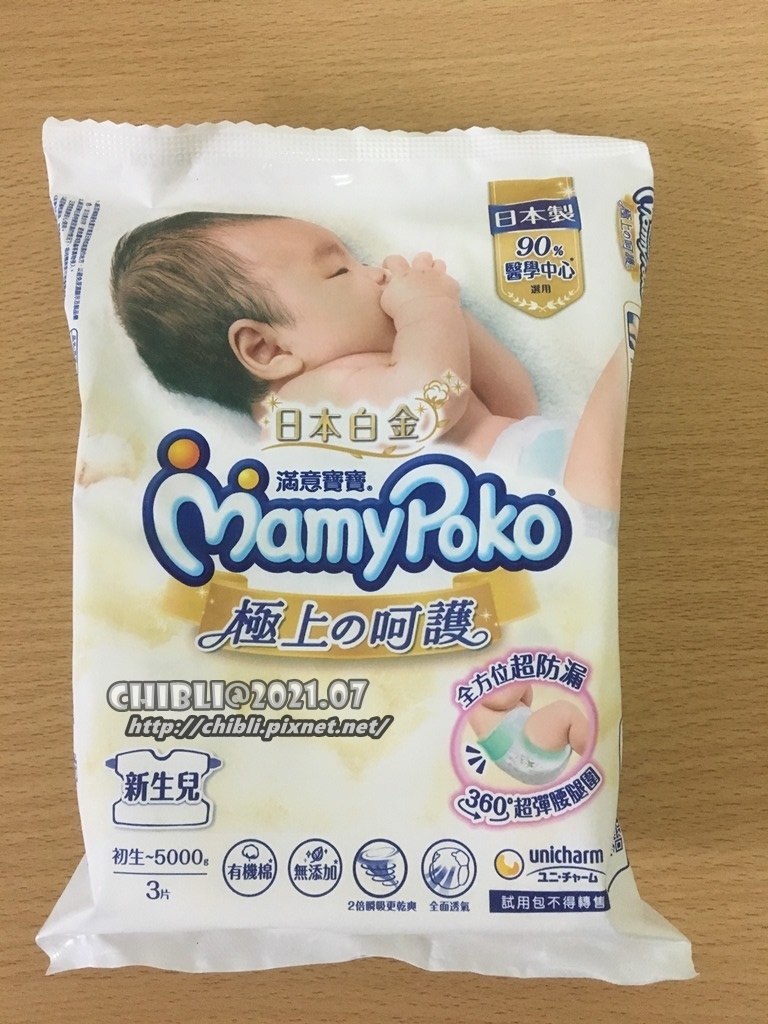 日本製
90%
醫學中心*
選用
日本白金
滿意寶寶®
MamyPoko®
極上の呵護
CHIBLI@2021.07
http://chibli.pixnet.net/
全方位超防漏
360°超彈腰腿圍
新生兒
初生~5000g
3片
有機棉*
無添加*
2倍瞬吸更乾爽
全面透氣
unicharm
ユニ・チャーム
試用包不得轉售